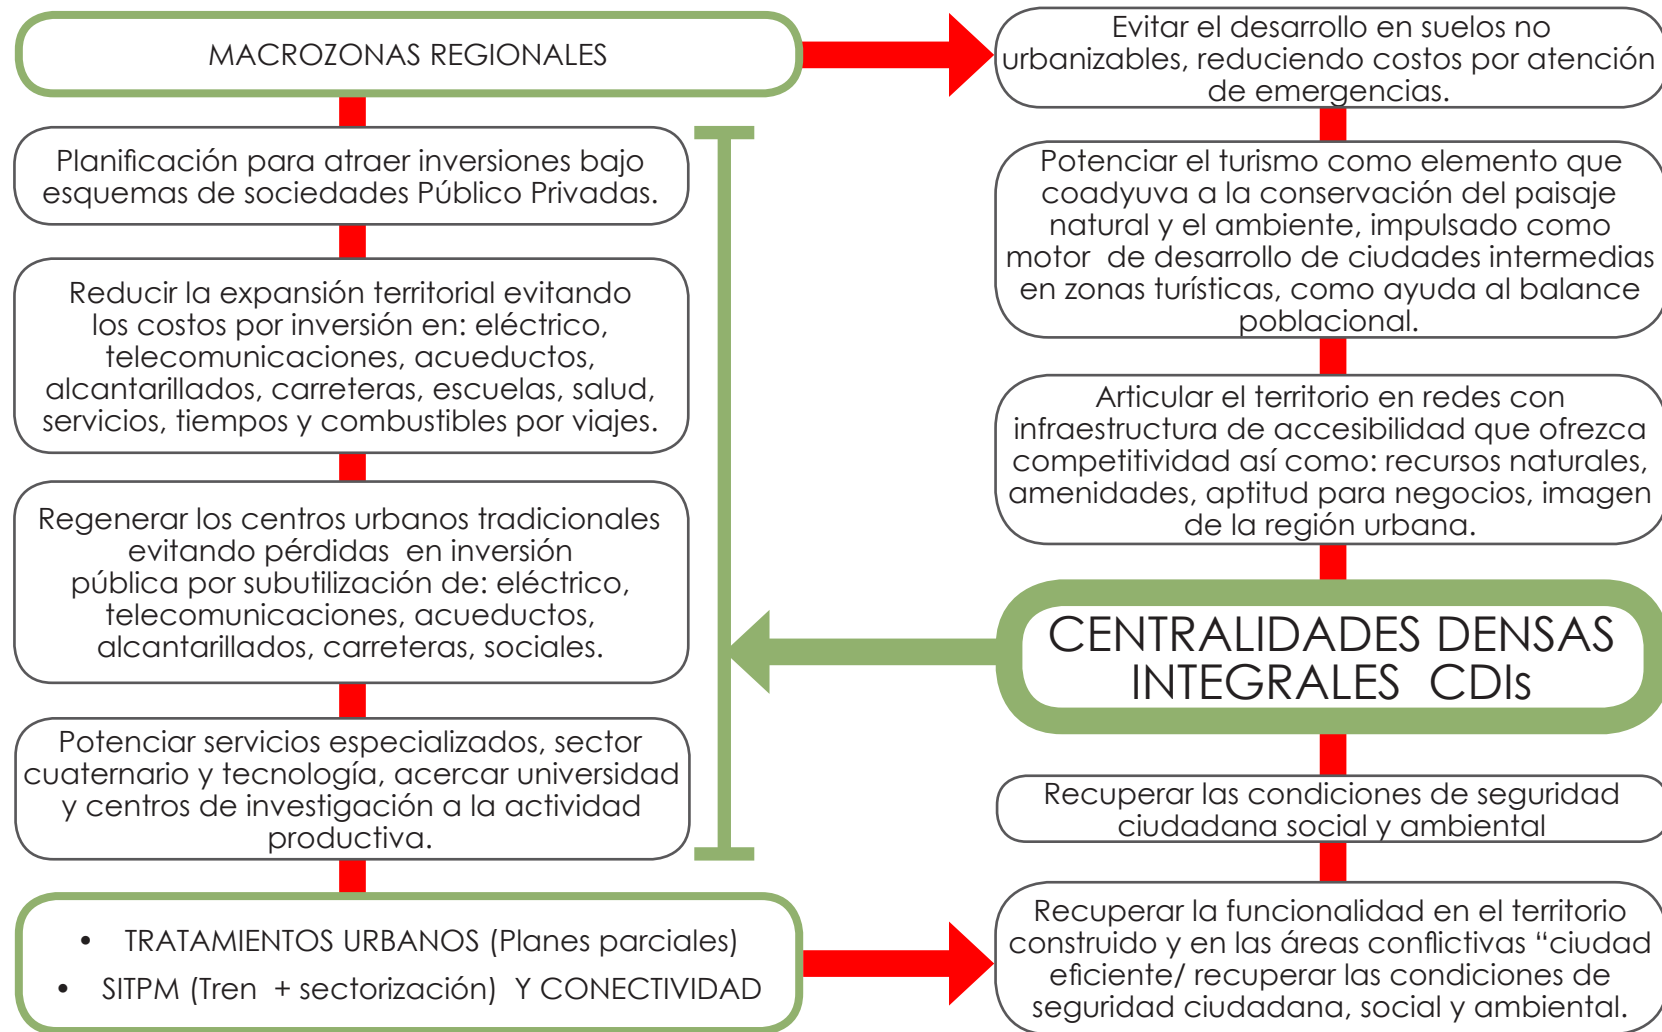 MACROZONAS REGIONALES
Planificación para atraer inversiones bajo
esquemas de sociedades Público Privadas.
Reducir la expansión territorial evitando
los costos por inversión en: eléctrico,
telecomunicaciones, acueductos,
alcantarillados, carreteras, escuelas, salud,
servicios, tiempos y combustibles por viajes.
Regenerar los centros urbanos tradicionales
evitando pérdidas en inversión
pública por subutilización de: eléctrico,
telecomunicaciones, acueductos,
alcantarillados, carreteras, sociales.
Potenciar servicios especializados, sector
cuaternario y tecnología, acercar universidad
y centros de investigación a la actividad
productiva.
• TRATAMIENTOS URBANOS (Planes parciales)
• SITPM (Tren + sectorización) Y CONECTIVIDAD
Evitar el desarrollo en suelos no
urbanizables, reduciendo costos por atención
de emergencias.
Potenciar el turismo como elemento que
coadyuva a la conservación del paisaje
natural y el ambiente, impulsado como
motor de desarrollo de ciudades intermedias
en zonas turísticas, como ayuda al balance
poblacional.
Articular el territorio en redes con
infraestructura de accesibilidad que ofrezca
competitividad así como: recursos naturales,
amenidades, aptitud para negocios, imagen
de la región urbana.
CENTRALIDADES DENSAS
INTEGRALES CDIs
Recuperar las condiciones de seguridad
ciudadana social y ambiental
Recuperar la funcionalidad en el territorio
construido y en las áreas conflictivas “ciudad
eficiente/ recuperar las condiciones de
seguridad ciudadana, social y ambiental.